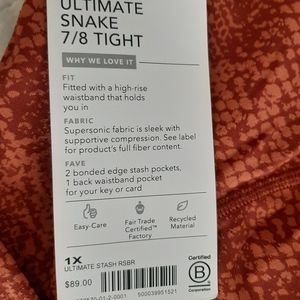 ULTIMATE
SNAKE
7/8 TIGHT
WHY WE LOVE IT
FIT
Fitted with a high-rise
waistband that holds
you in
FABRIC
Supersonic fabric is sleek with
supportive compression. See label
for product's full fiber content.
FAVE
2 bonded edge stash pockets,
1 back waistband pocket
for your key or card
Easy-Care
Fair Trade
Certified™
Factory
Recycled
Material
1X
ULTIMATE STASH RSBR
$89.00
500039951521
Certified
B
Corporation